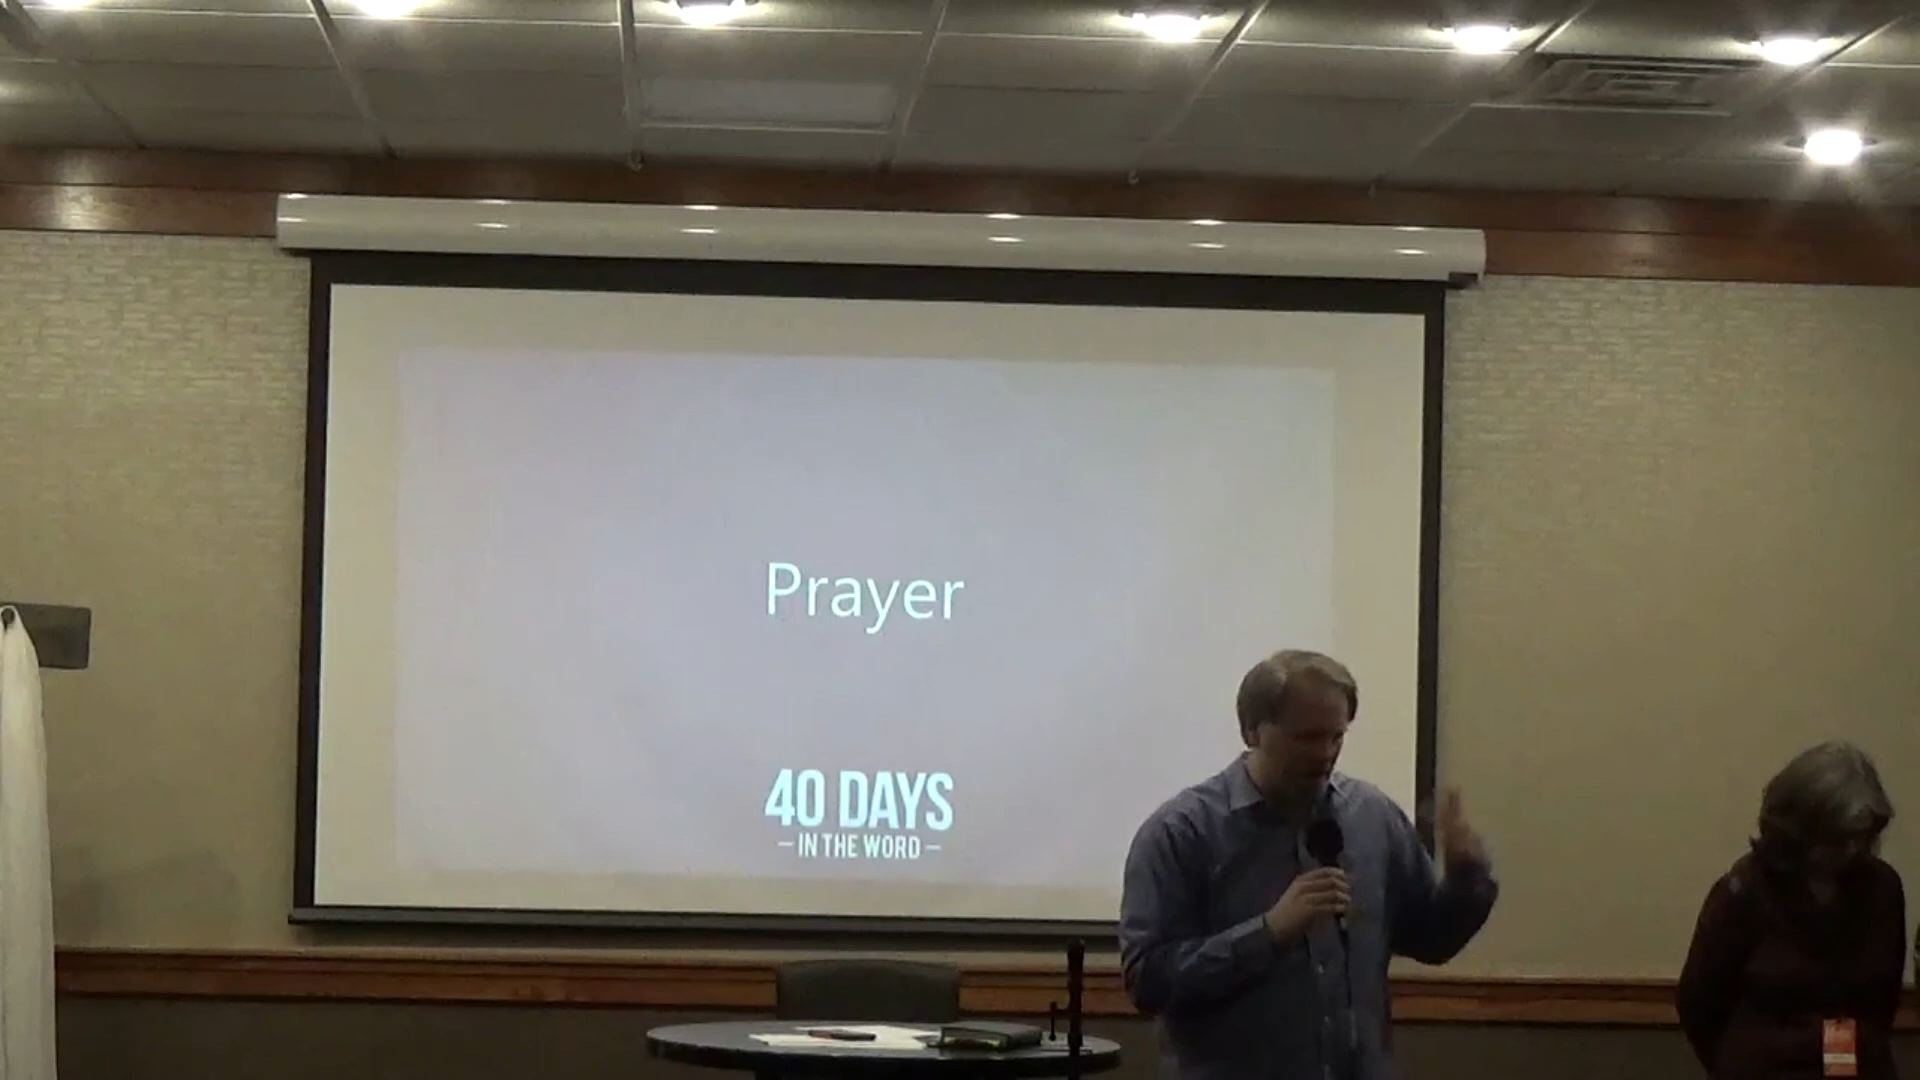 Prayer
40 DAYS
– IN THE WORD –